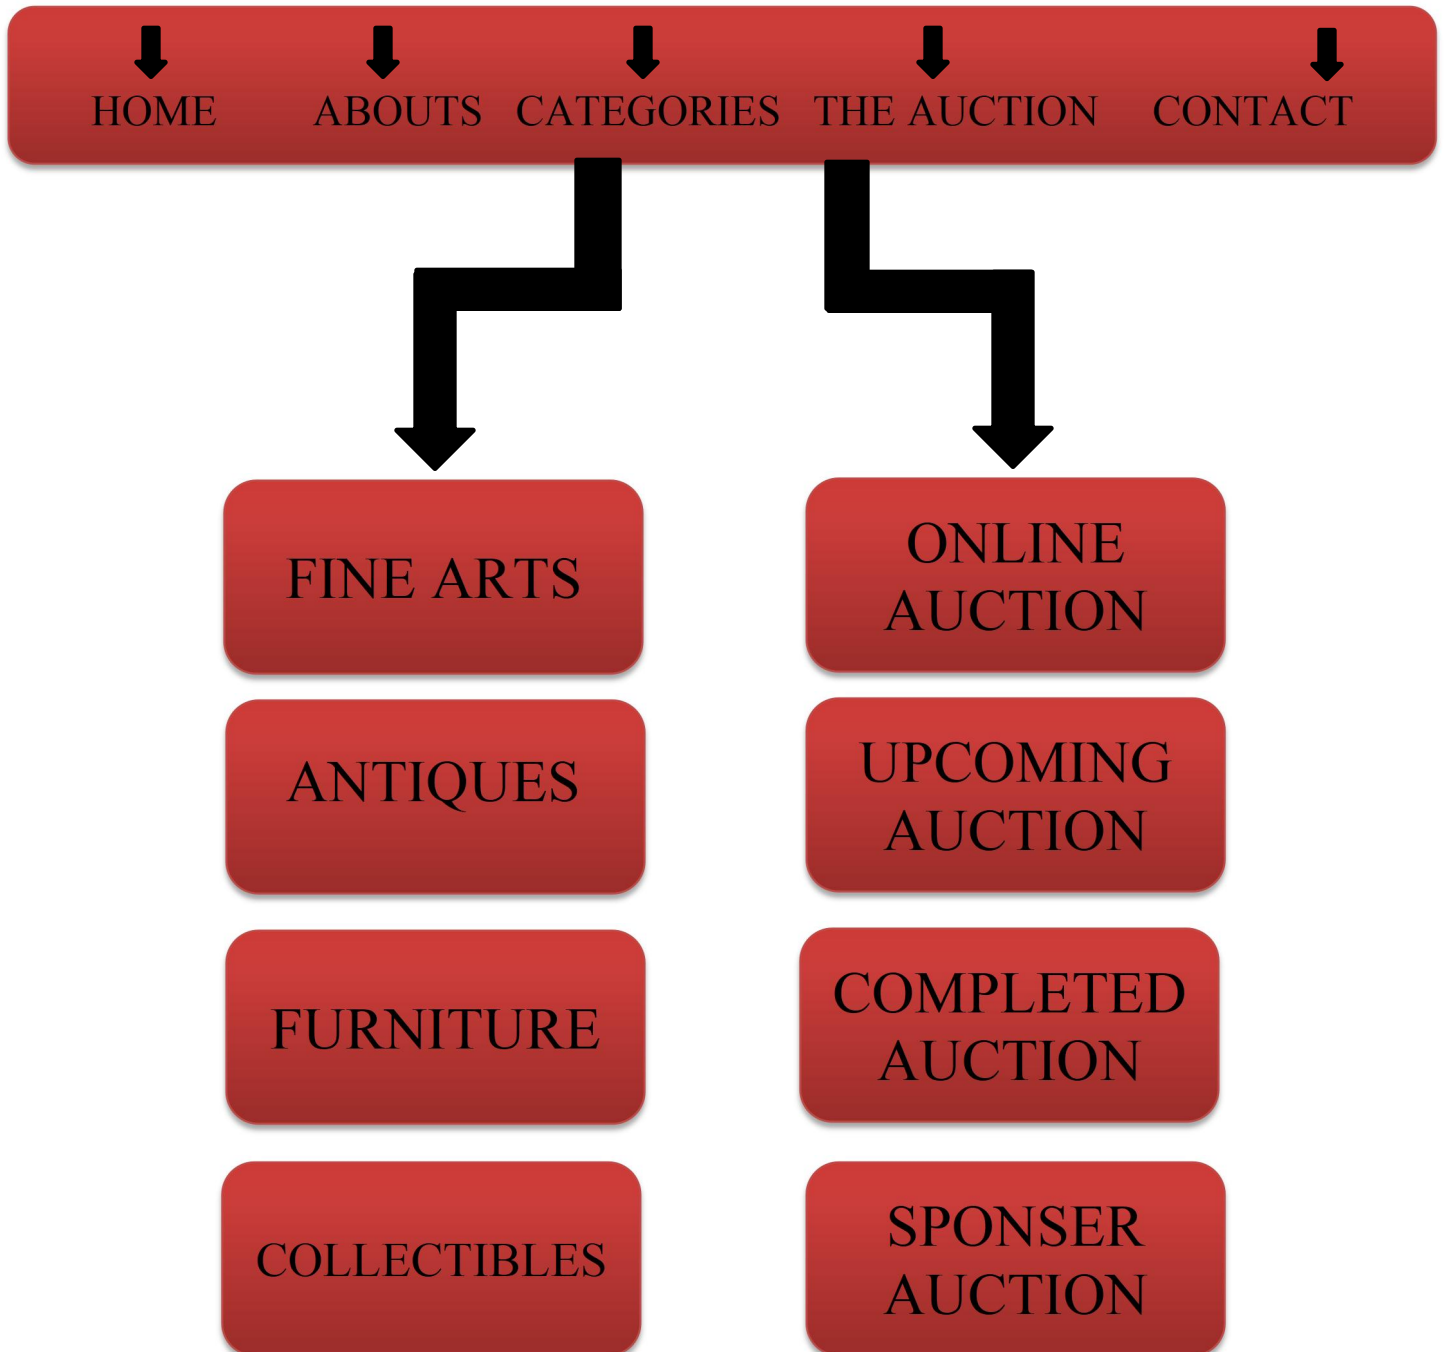 HOME ABOUTS CATEGORIES THE AUCTION CONTACT
FINE ARTS
ANTIQUES
FURNITURE
COLLECTIBLES
ONLINE
AUCTION
UPCOMING
AUCTION
COMPLETED
AUCTION
SPONSER
AUCTION